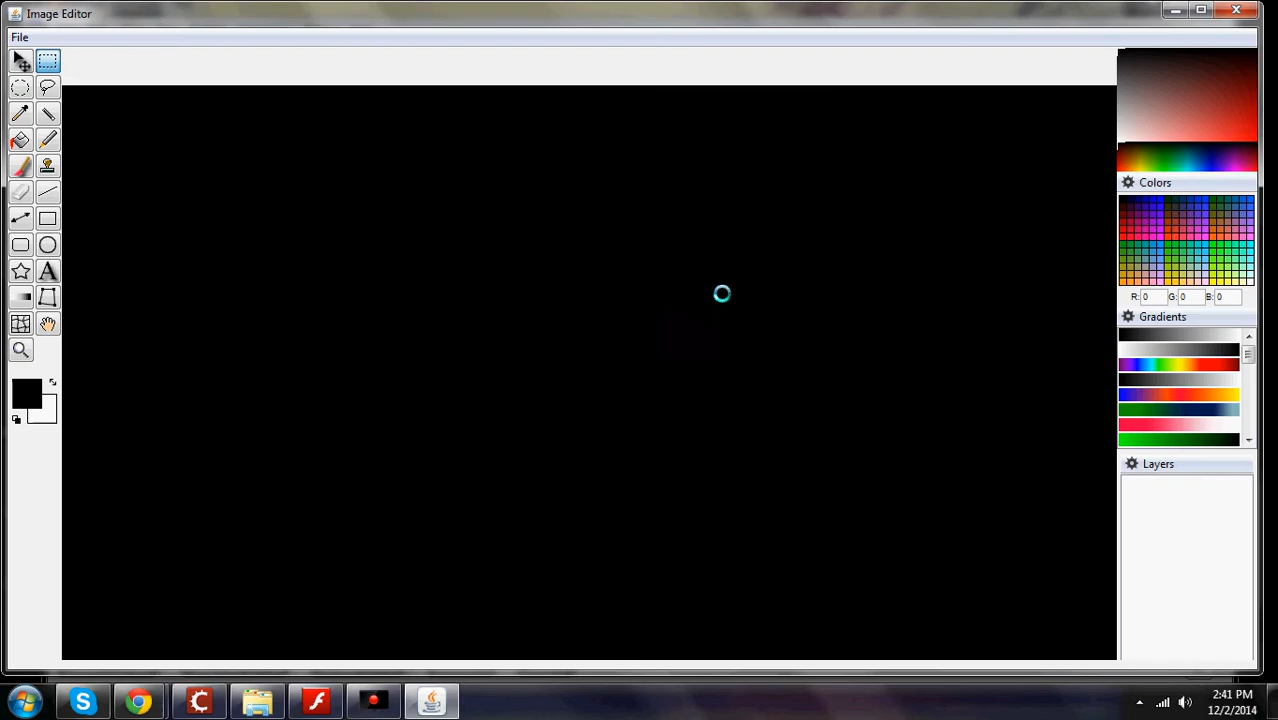 Image Editor
File
Colors
R: 0 G: 0 B: 0
Gradients
Layers
2:41 PM
12/2/2014